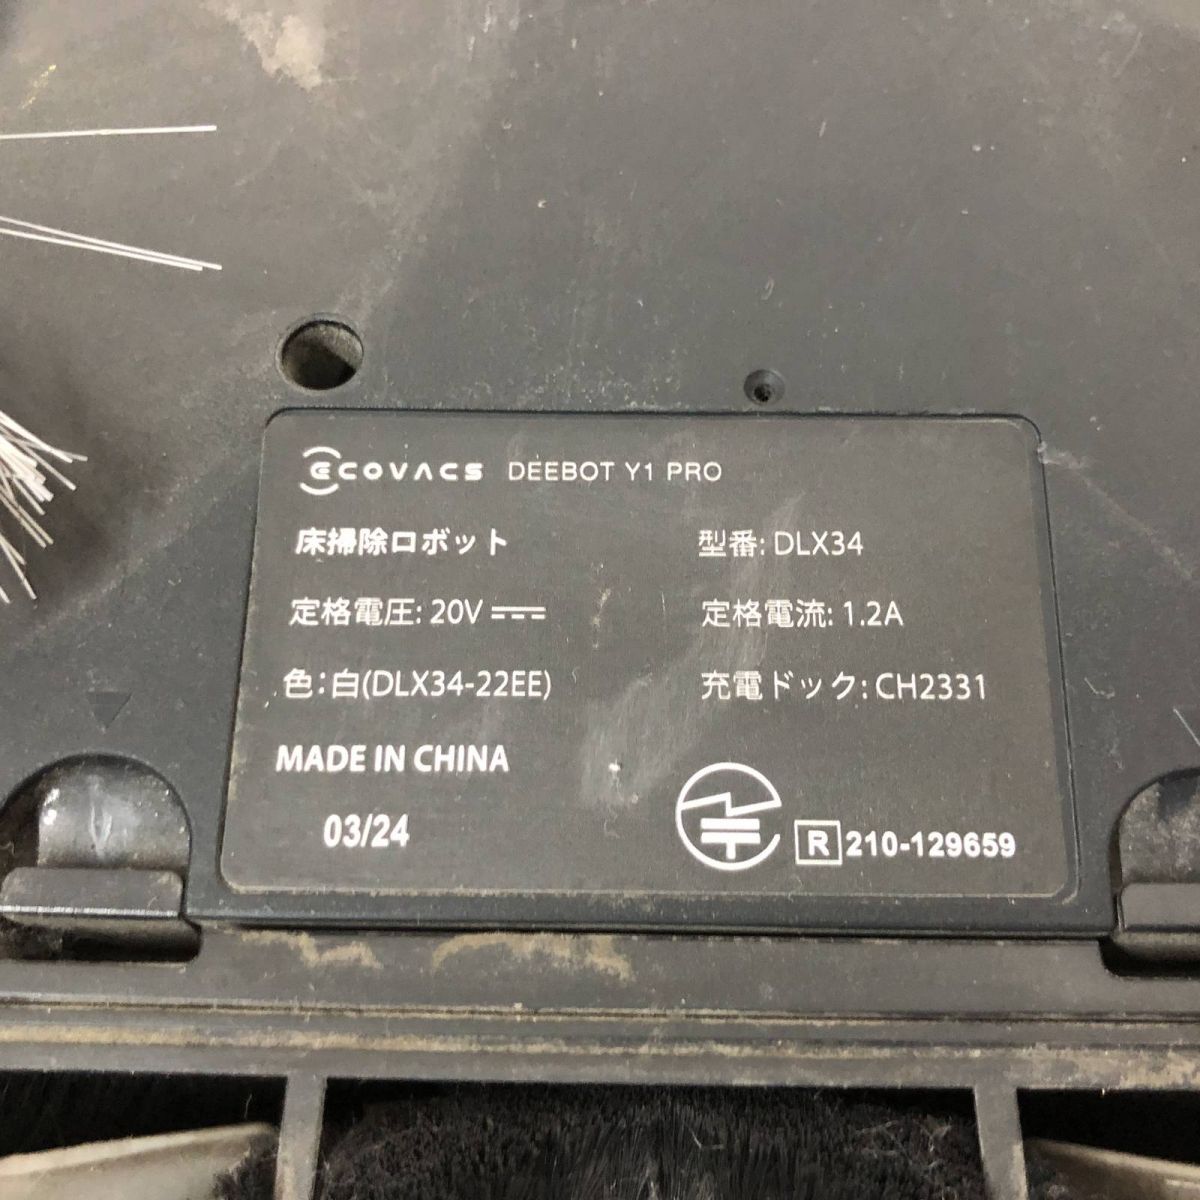 ECOVACS DEEBOT Y1 PRO
床掃除ロボット 型番: DLX34
定格電圧: 20V 定格電流: 1.2A
色:白(DLX34-22EE) 充電ドック: CH2331
MADE IN CHINA
03/24
R 210-129659